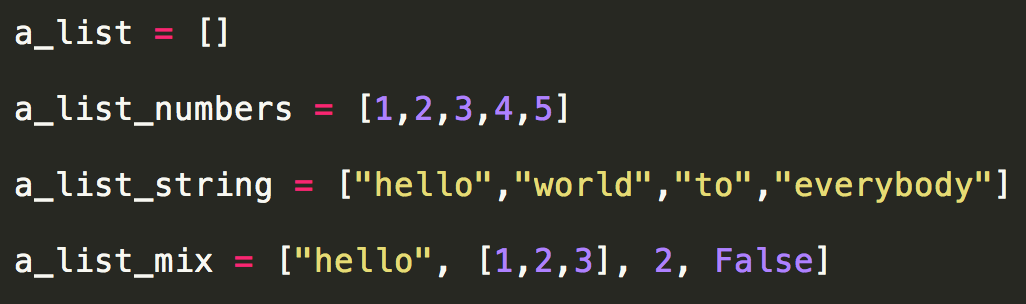 a_list = []
a_list_numbers = [1,2,3,4,5]
a_list_string = ["hello","world","to","everybody"]
a_list_mix = ["hello", [1,2,3], 2, False]